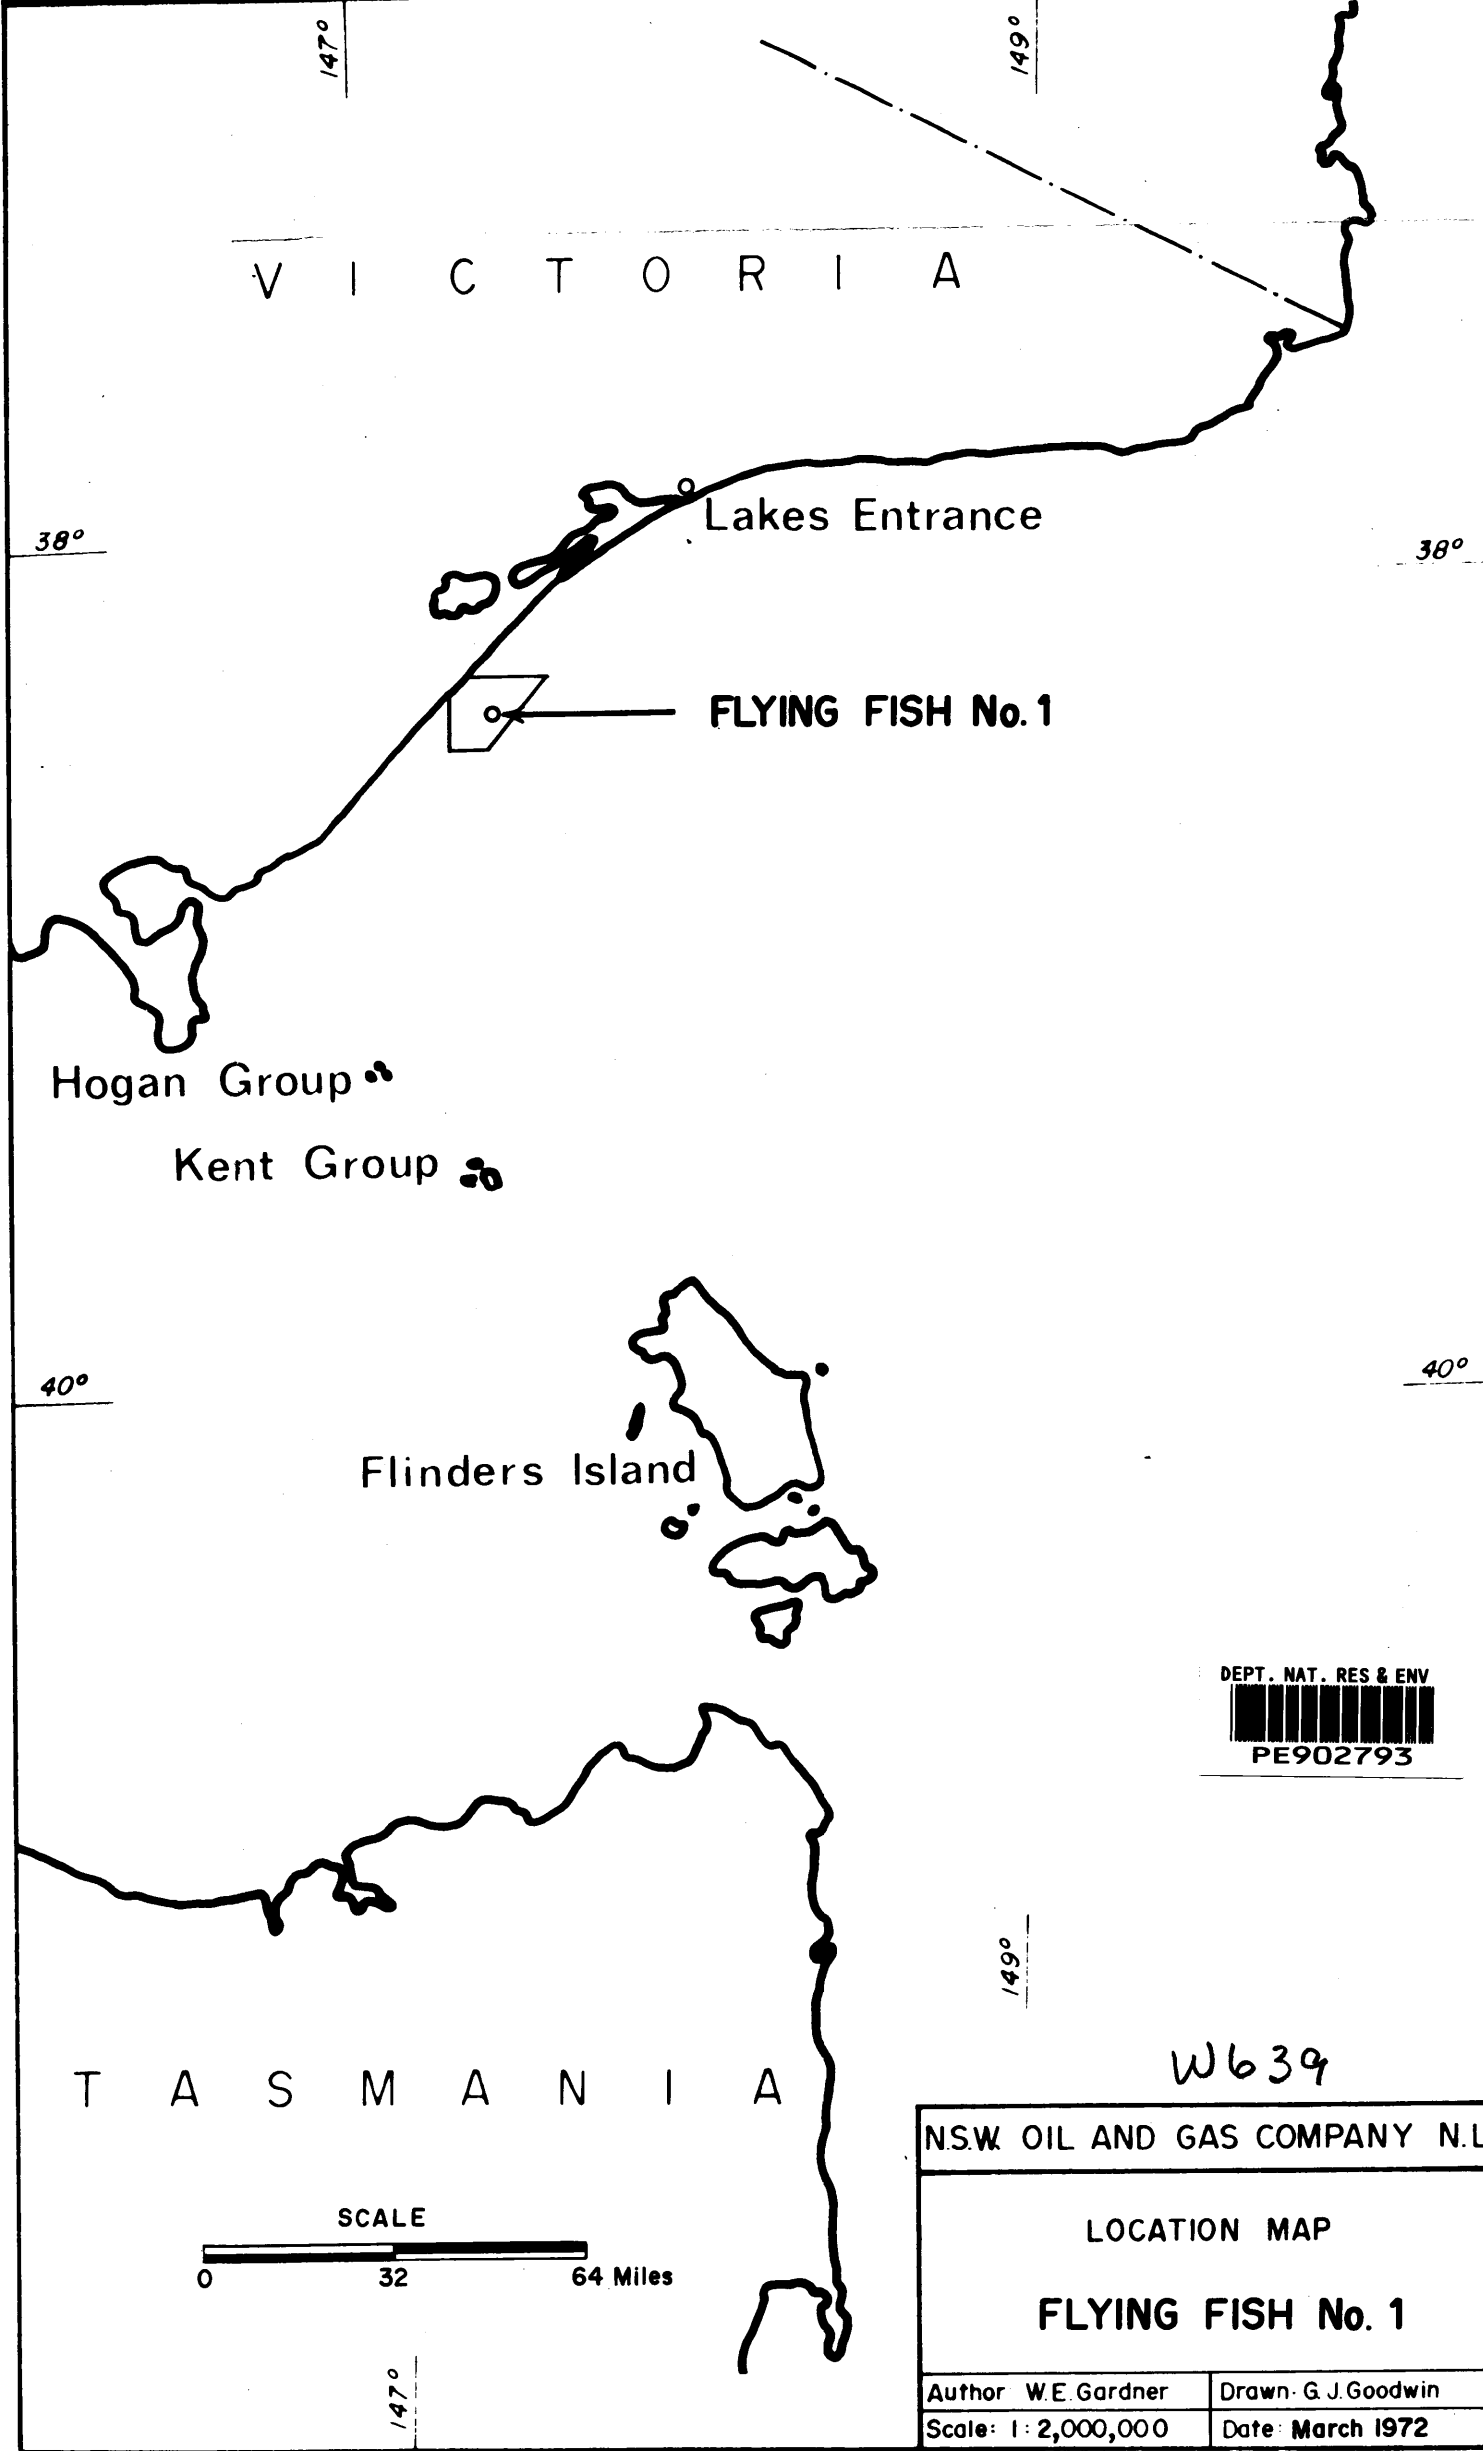 147° 149°
VICTORIA
Lakes Entrance
38° 38°
FLYING FISH No. 1
Hogan Group
Kent Group
40° 40°
Flinders Island
DEPT. NAT. RES & ENV
PE902793
149°
W639
TASMANIA
N.S.W. OIL AND GAS COMPANY N.L
SCALE
0 32 64 Miles
LOCATION MAP
FLYING FISH No. 1
147°
Author W.E. Gardner
Drawn: G. J. Goodwin
Scale: 1:2,000,000
Date: March 1972